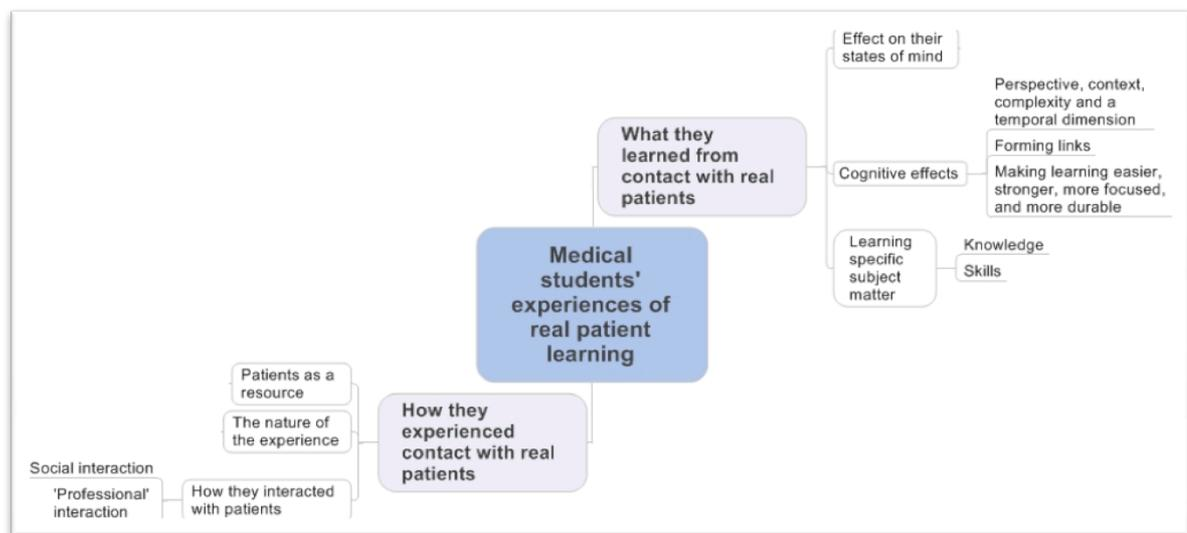 Effect on their
states of mind
Perspective, context,
complexity and a
temporal dimension
What they
learned from
contact with real
patients
Forming links
Cognitive effects
Making learning easier,
stronger, more focused,
and more durable
Learning
specific
subject
matter
Knowledge
Skills
Medical
students'
experiences of
real patient
learning
Patients as a
resource
How they
experienced
contact with real
patients
The nature of
the experience
Social interaction
'Professional'
interaction
How they interacted
with patients